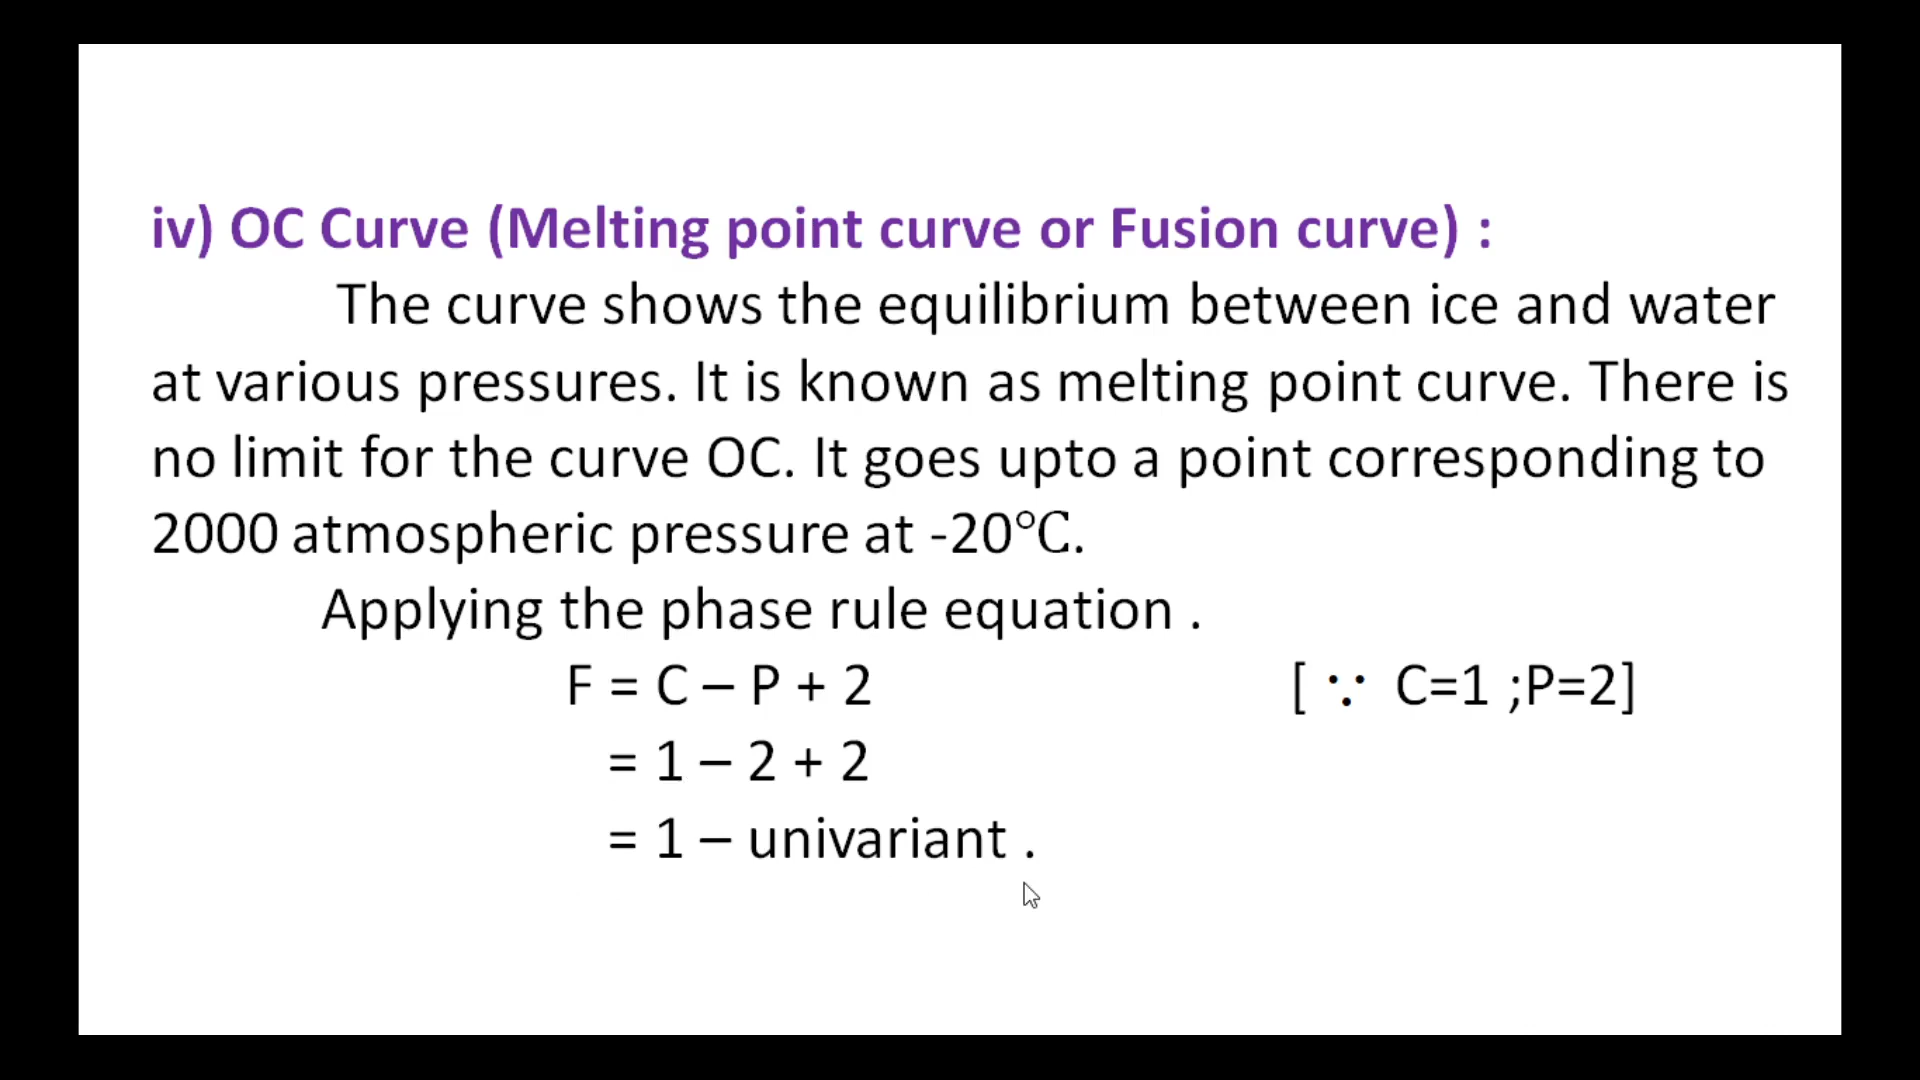 iv) OC Curve (Melting point curve or Fusion curve) :
The curve shows the equilibrium between ice and water
at various pressures. It is known as melting point curve. There is
no limit for the curve OC. It goes upto a point corresponding to
2000 atmospheric pressure at -20°C.
Applying the phase rule equation .
F = C – P + 2 [ ∵ C=1 ;P=2]
= 1 – 2 + 2
= 1 – univariant .